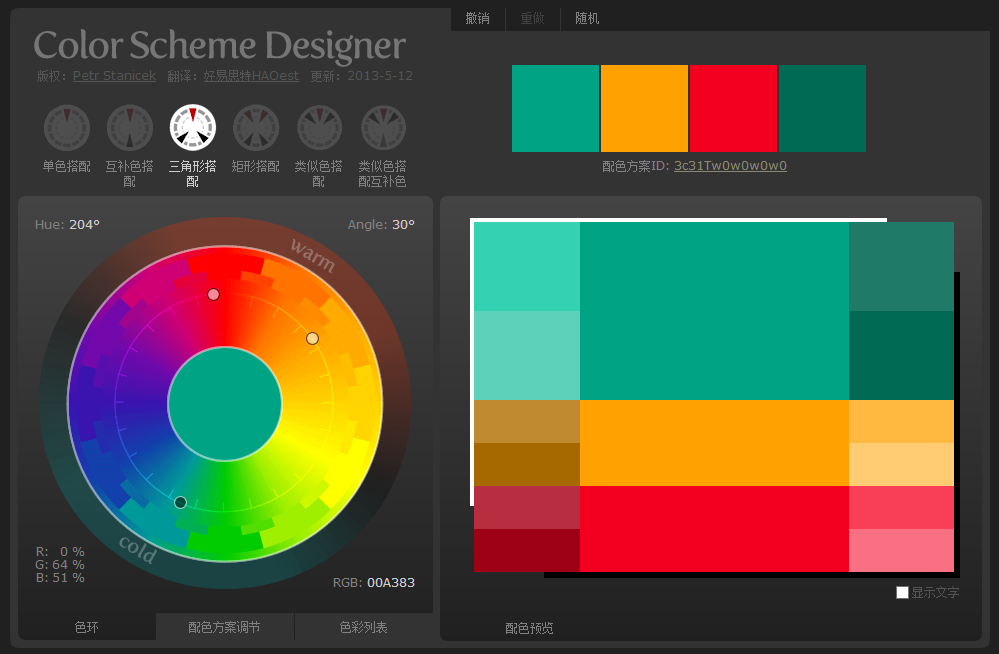 撤销 重做 随机
Color Scheme Designer
版权: Petr Stanicek 翻译: 好易思特HAOest 更新: 2013-5-12
单色搭配
互补色搭
配
三角形搭
配
矩形搭配
类似色搭
配
类似色搭
配互补色
配色方案ID: 3c31Tw0w0w0w0
Hue: 204°
Angle: 30°
warm
cold
R: 0 %
G: 64 %
B: 51 %
RGB: 00A383
显示文字
色环 配色方案调节 色彩列表
配色预览